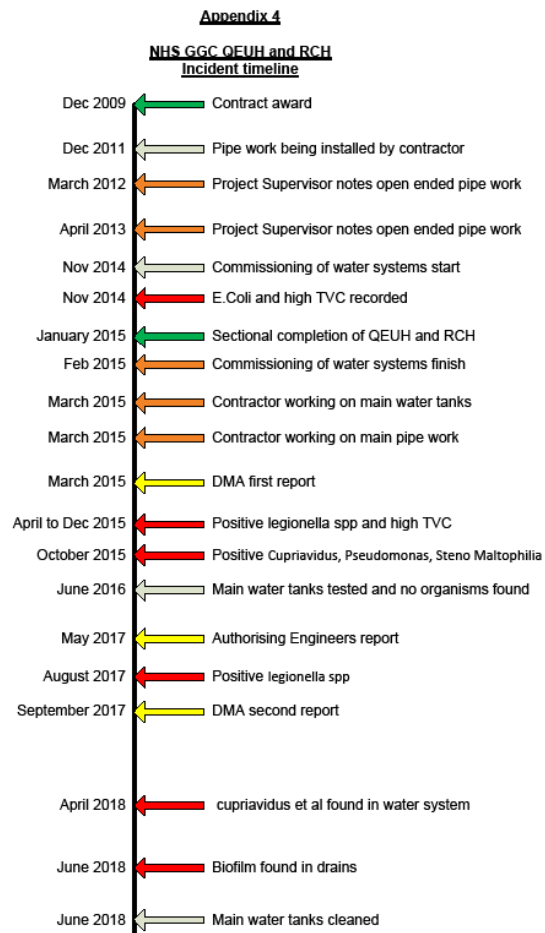 Appendix 4
NHS GGC QEUH and RCH
Incident timeline
Dec 2009 Contract award
Dec 2011 Pipe work being installed by contractor
March 2012 Project Supervisor notes open ended pipe work
April 2013 Project Supervisor notes open ended pipe work
Nov 2014 Commissioning of water systems start
Nov 2014 E.Coli and high TVC recorded
January 2015 Sectional completion of QEUH and RCH
Feb 2015 Commissioning of water systems finish
March 2015 Contractor working on main water tanks
March 2015 Contractor working on main pipe work
March 2015 DMA first report
April to Dec 2015 Positive legionella spp and high TVC
October 2015 Positive Cupriavidus, Pseudomonas, Steno Maltophilia
June 2016 Main water tanks tested and no organisms found
May 2017 Authorising Engineers report
August 2017 Positive legionella spp
September 2017 DMA second report
April 2018 cupriavidus et al found in water system
June 2018 Biofilm found in drains
June 2018 Main water tanks cleaned